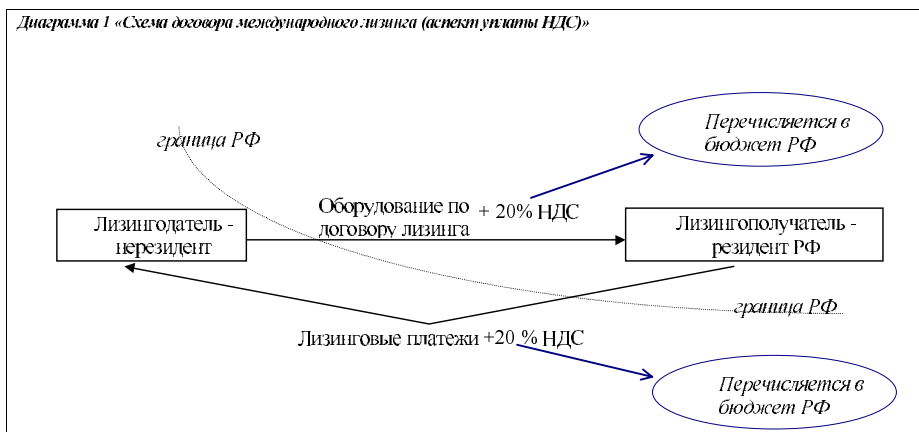 Диаграмма 1 «Схема договора международного лизинга (аспект уплаты НДС)»
Перечисляется в
бюджет РФ
граница РФ
Оборудование по
договору лизинга
+ 20% НДС
Лизингодатель -
нерезидент
Лизингополучатель -
резидент РФ
граница РФ
Лизинговые платежи +20 % НДС
Перечисляется в
бюджет РФ